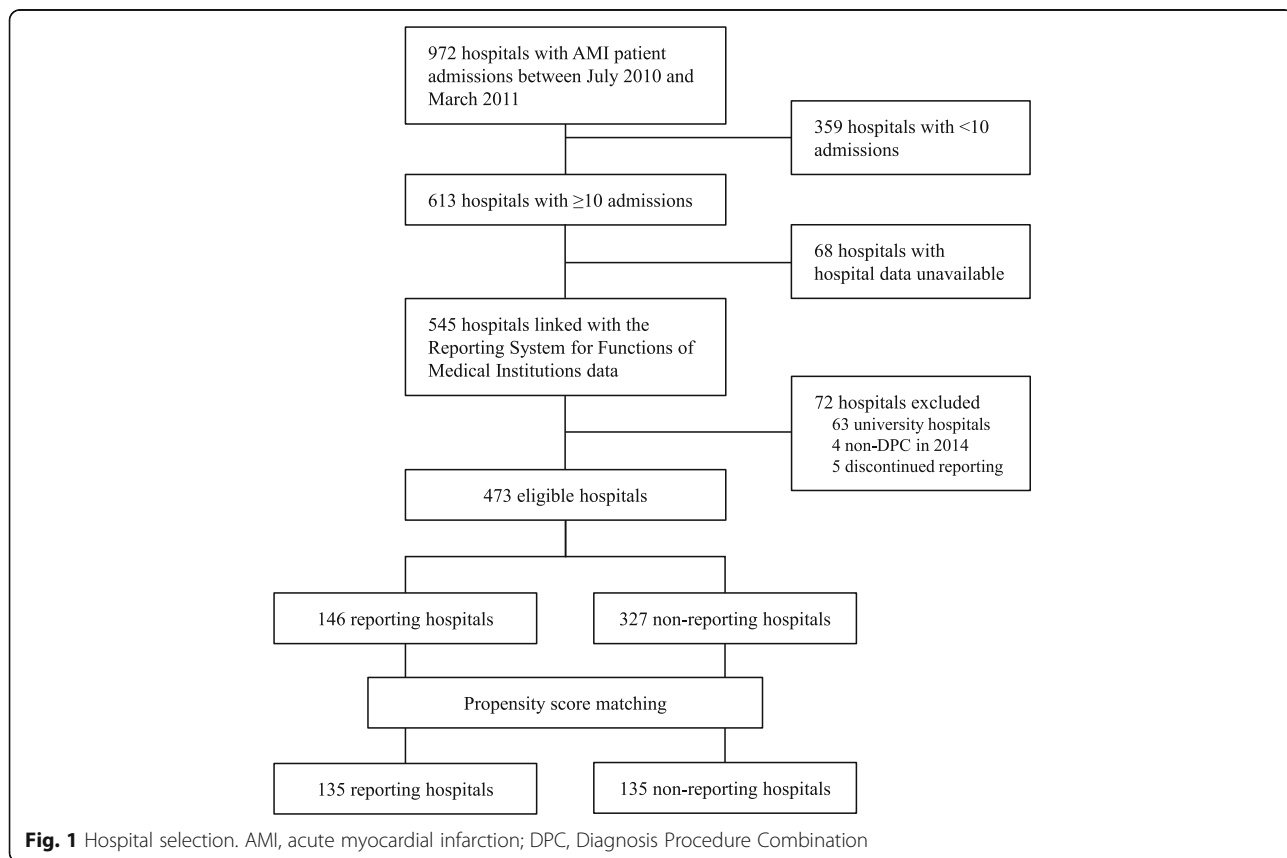 972 hospitals with AMI patient
admissions between July 2010 and
March 2011
359 hospitals with <10
admissions
613 hospitals with ≥10 admissions
68 hospitals with
hospital data unavailable
545 hospitals linked with the
Reporting System for Functions of
Medical Institutions data
72 hospitals excluded
63 university hospitals
4 non-DPC in 2014
5 discontinued reporting
473 eligible hospitals
146 reporting hospitals
327 non-reporting hospitals
Propensity score matching
135 reporting hospitals
135 non-reporting hospitals
Fig. 1 Hospital selection. AMI, acute myocardial infarction; DPC, Diagnosis Procedure Combination